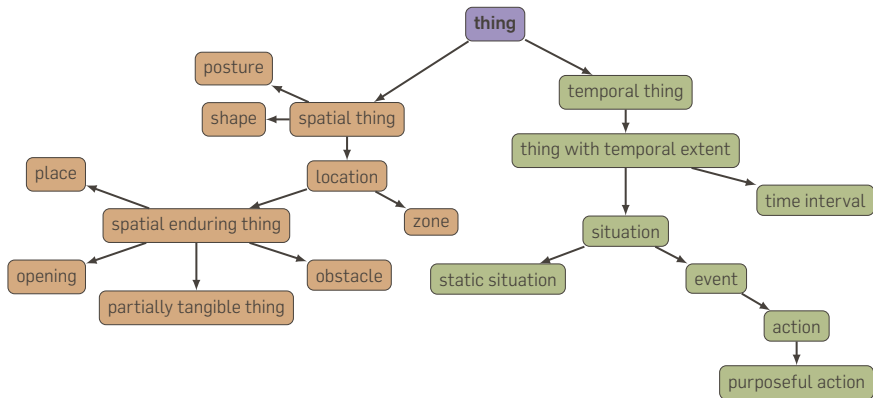 thing
posture
temporal thing
shape
spatial thing
thing with temporal extent
place
location
time interval
spatial enduring thing
zone
situation
opening
obstacle
static situation
event
partially tangible thing
action
purposeful action